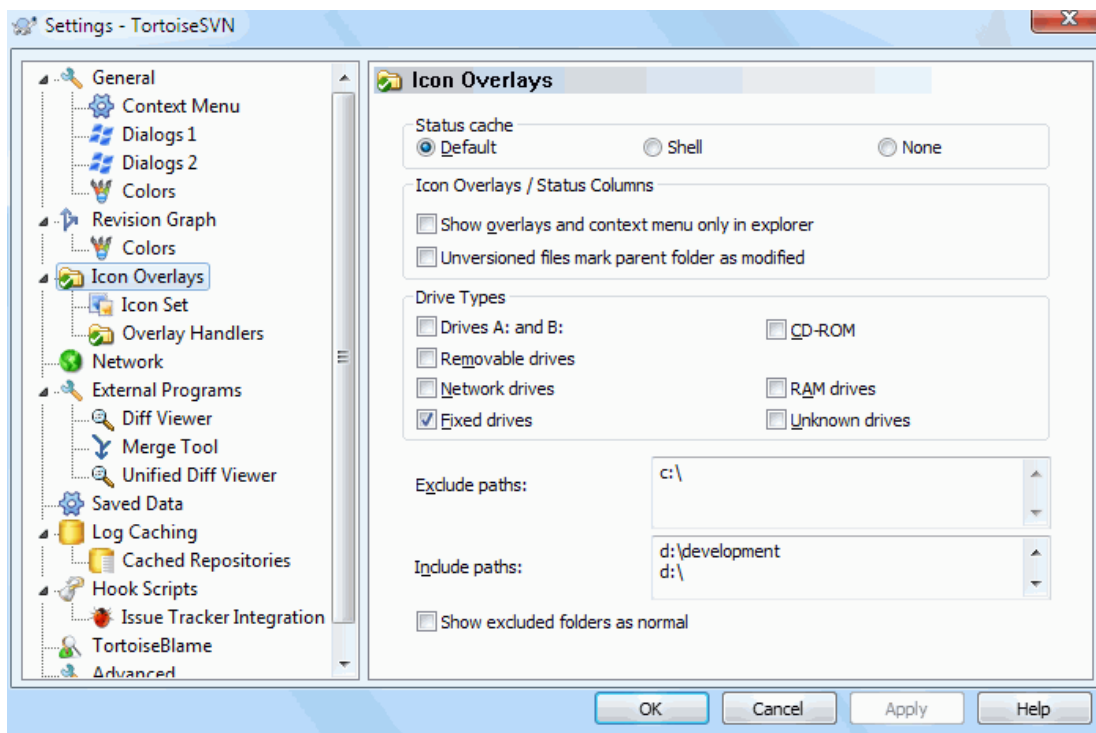 Settings - TortoiseSVN
General
Context Menu
Dialogs 1
Dialogs 2
Colors
Revision Graph
Colors
Icon Overlays
Icon Set
Overlay Handlers
Network
External Programs
Diff Viewer
Merge Tool
Unified Diff Viewer
Saved Data
Log Caching
Cached Repositories
Hook Scripts
Issue Tracker Integration
TortoiseBlame
Advanced
Icon Overlays
Status cache
Default Shell None
Icon Overlays / Status Columns
Show overlays and context menu only in explorer
Unversioned files mark parent folder as modified
Drive Types
Drives A: and B: CD-ROM
Removable drives
Network drives RAM drives
Fixed drives Unknown drives
Exclude paths: c:\
Include paths: d:\development
d:\
Show excluded folders as normal
OK Cancel Apply Help